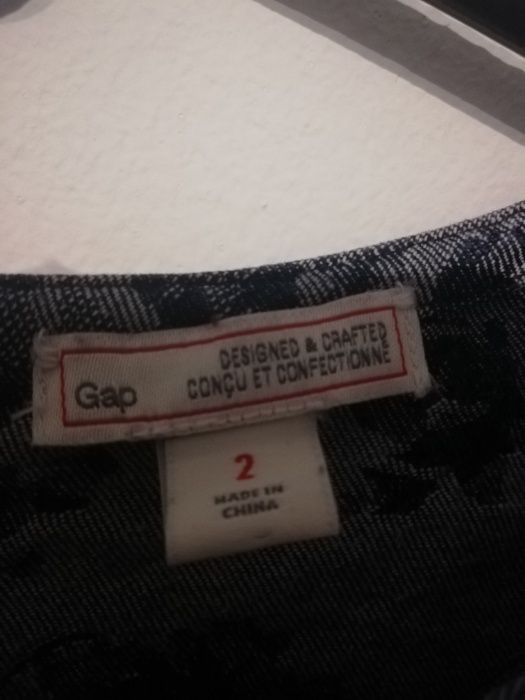 Gap
DESIGNED & CRAFTED
CONÇU ET CONFECTIONNÉ
2
MADE IN
CHINA